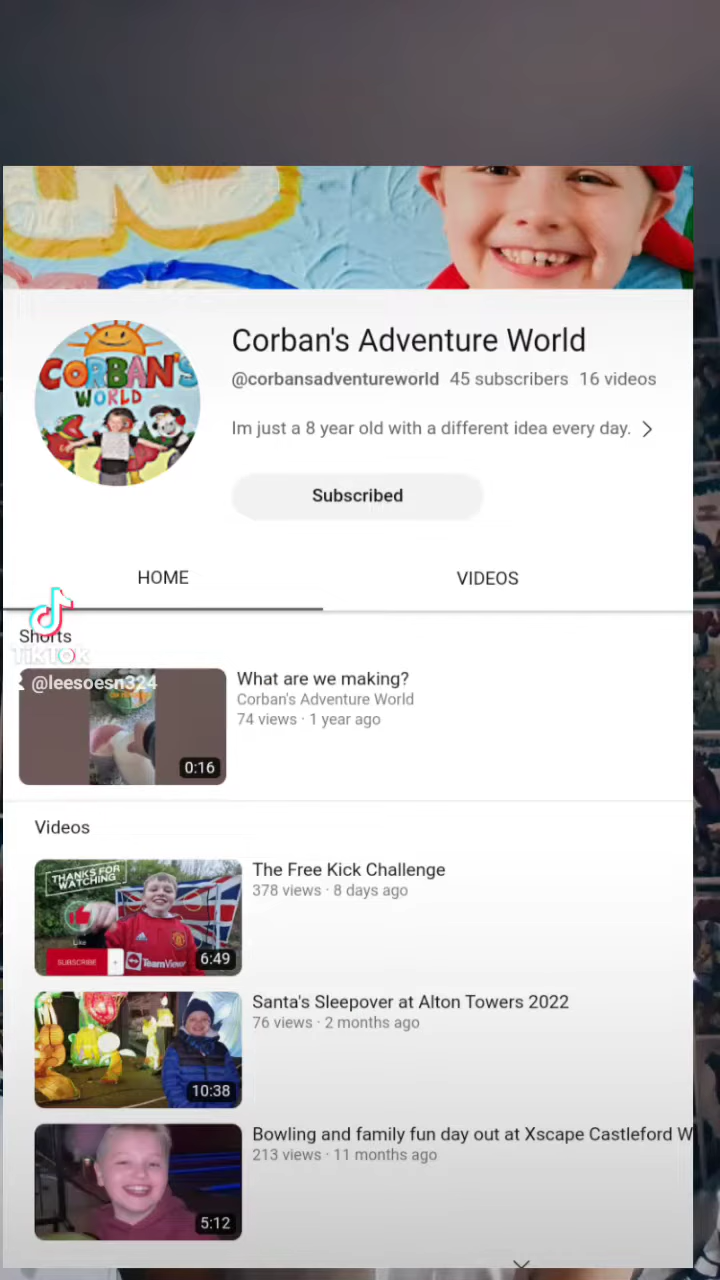 Corban's Adventure World
@corbansadventureworld 45 subscribers 16 videos
CORBAN'S
WORLD
Im just a 8 year old with a different idea every day.
Subscribed
HOME
VIDEOS
Shorts
TikTok
@leesoesn324
What are we making?
Corban's Adventure World
74 views · 1 year ago
0:16
Videos
THANKS FOR
WATCHING
Like
SUBSCRIBE
TeamViewer
6:49
The Free Kick Challenge
378 views · 8 days ago
Santa's Sleepover at Alton Towers 2022
76 views · 2 months ago
10:38
Bowling and family fun day out at Xscape Castleford W
213 views · 11 months ago
5:12